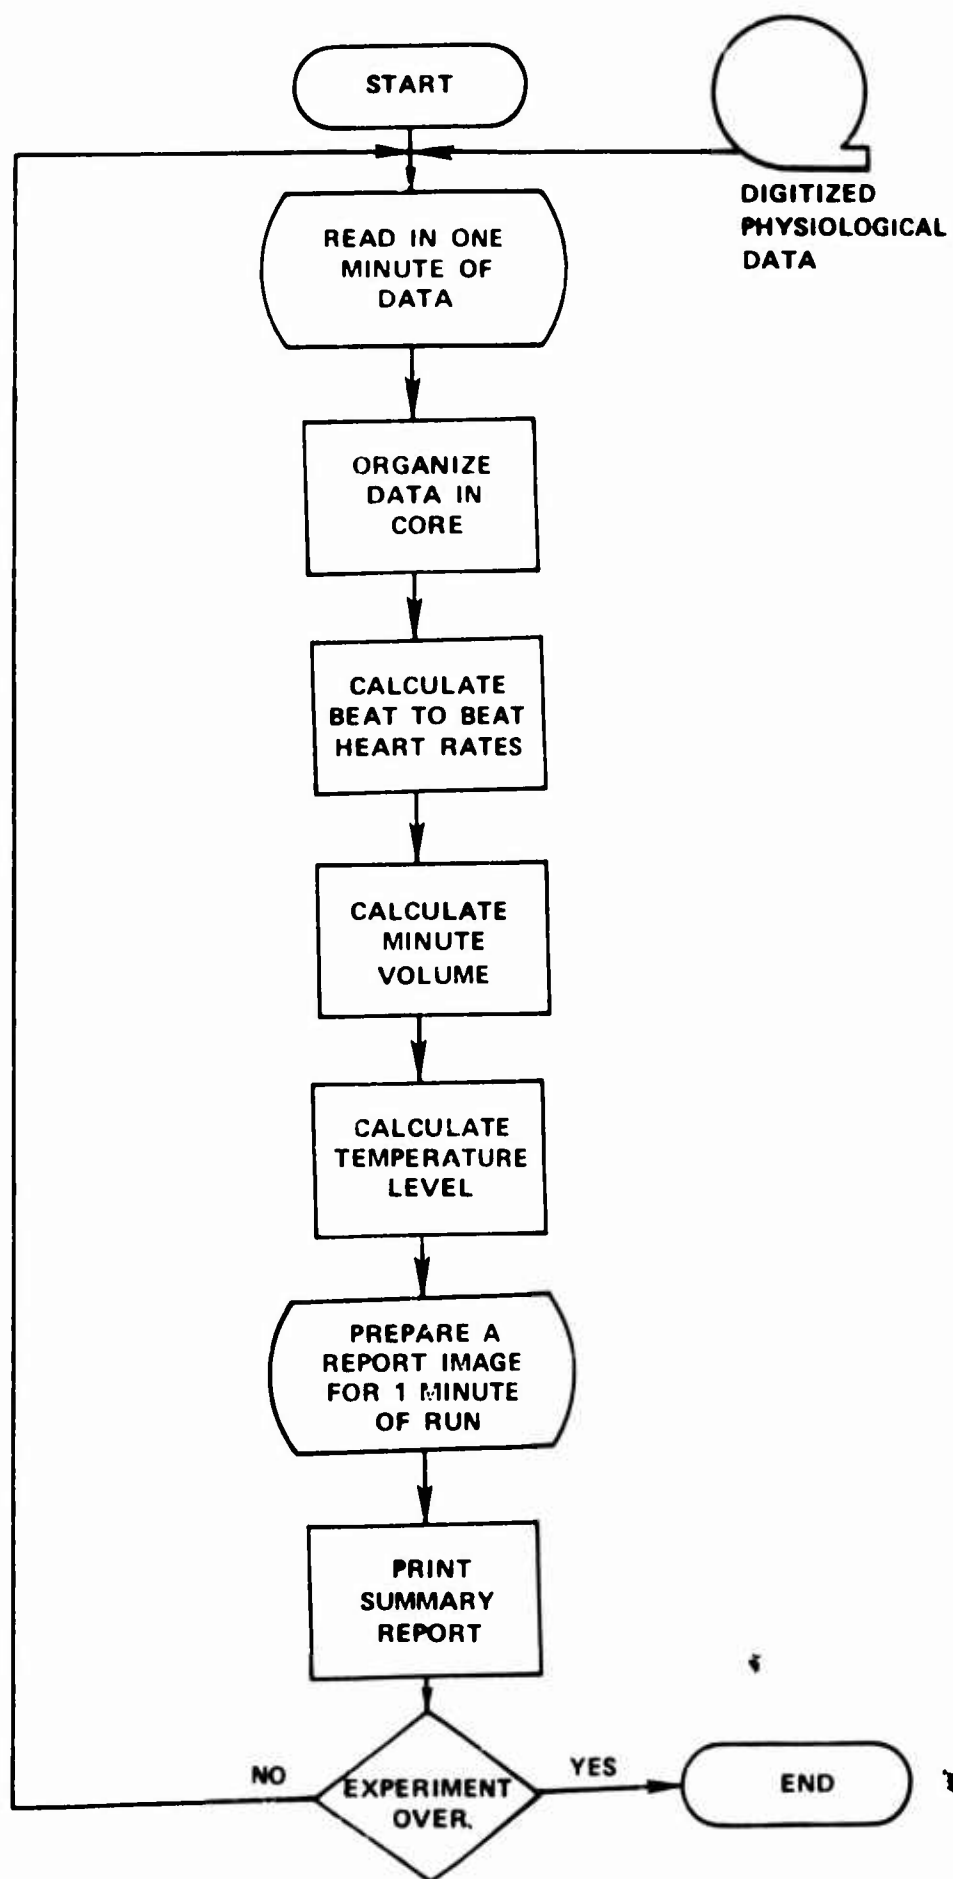 START
DIGITIZED
PHYSIOLOGICAL
DATA
READ IN ONE
MINUTE OF
DATA
ORGANIZE
DATA IN
CORE
CALCULATE
BEAT TO BEAT
HEART RATES
CALCULATE
MINUTE
VOLUME
CALCULATE
TEMPERATURE
LEVEL
PREPARE A
REPORT IMAGE
FOR 1 MINUTE
OF RUN
PRINT
SUMMARY
REPORT
NO
EXPERIMENT
OVER.
YES
END